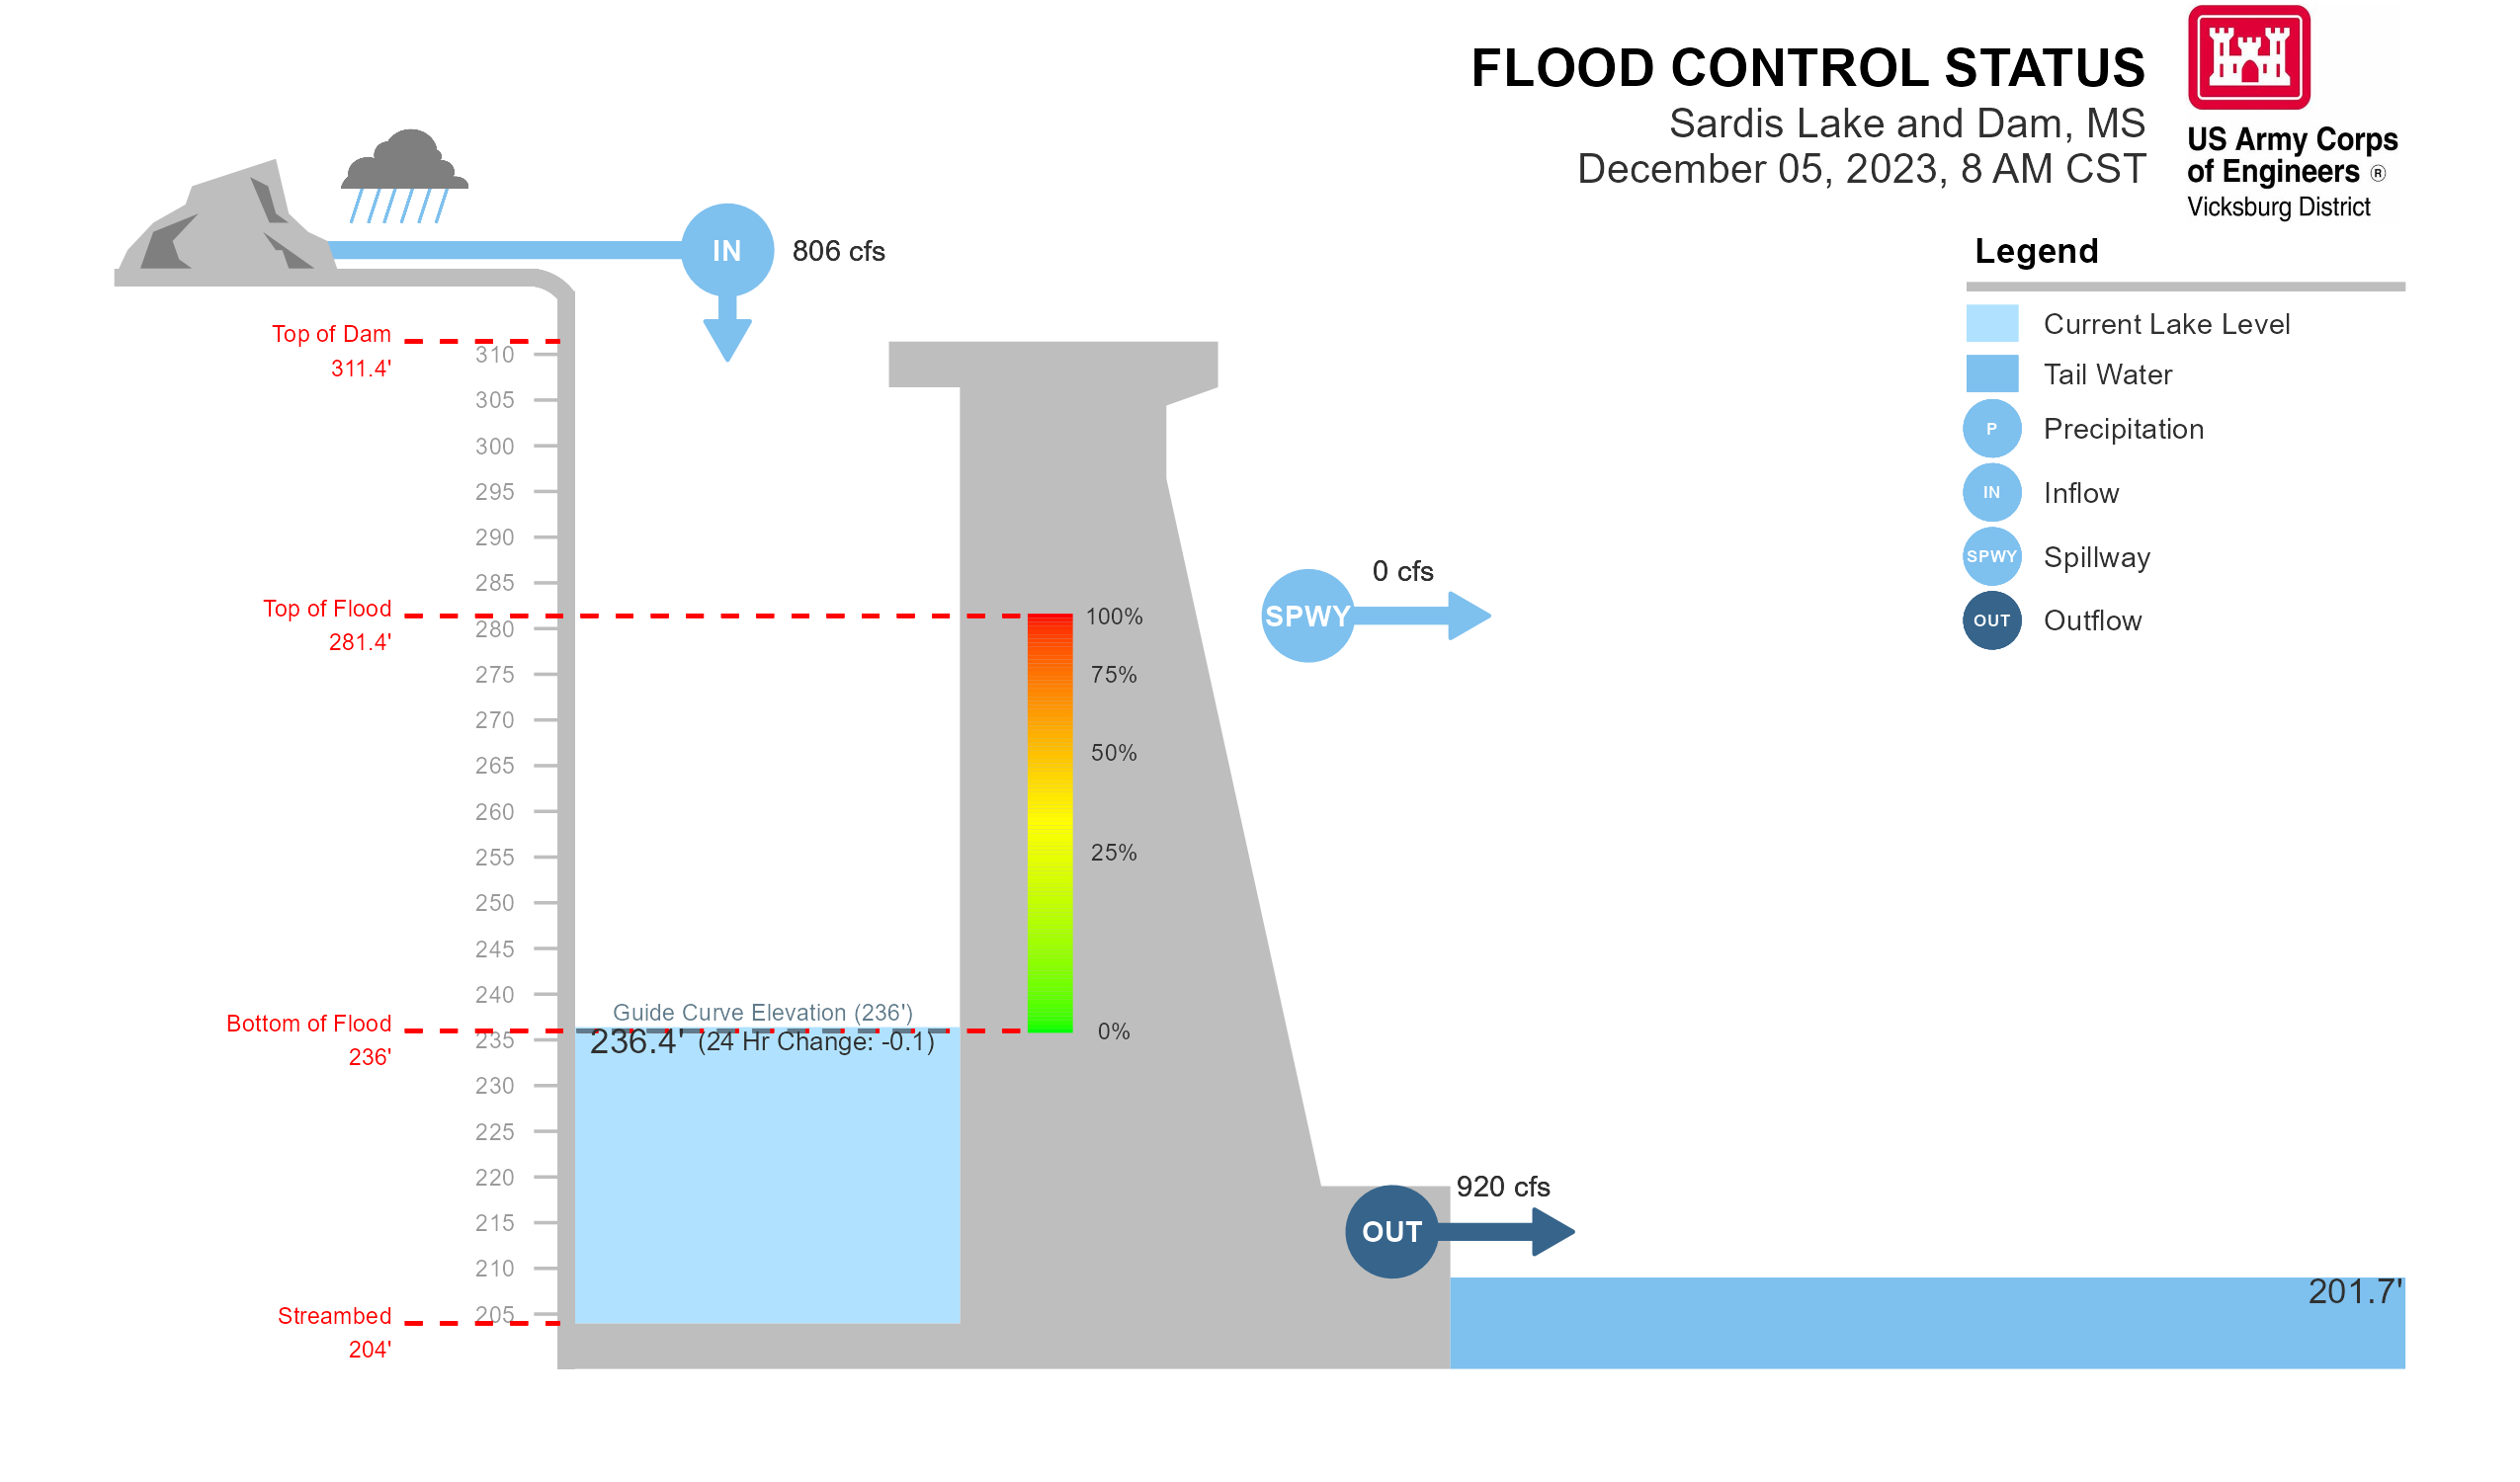 FLOOD CONTROL STATUS
Sardis Lake and Dam, MS
December 05, 2023, 8 AM CST
US Army Corps
of Engineers ®
Vicksburg District
Legend
Current Lake Level
Tail Water
P Precipitation
IN Inflow
SPWY Spillway
OUT Outflow
IN 806 cfs
Top of Dam
311.4'
310
305
300
295
290
285
SPWY 0 cfs
Top of Flood
281.4'
280
275
270
265
260
255
250
245
240
235
230
225
220
215
210
205
100%
75%
50%
25%
0%
Guide Curve Elevation (236')
236.4' (24 Hr Change: -0.1)
Bottom of Flood
236'
OUT 920 cfs
201.7'
Streambed
204'